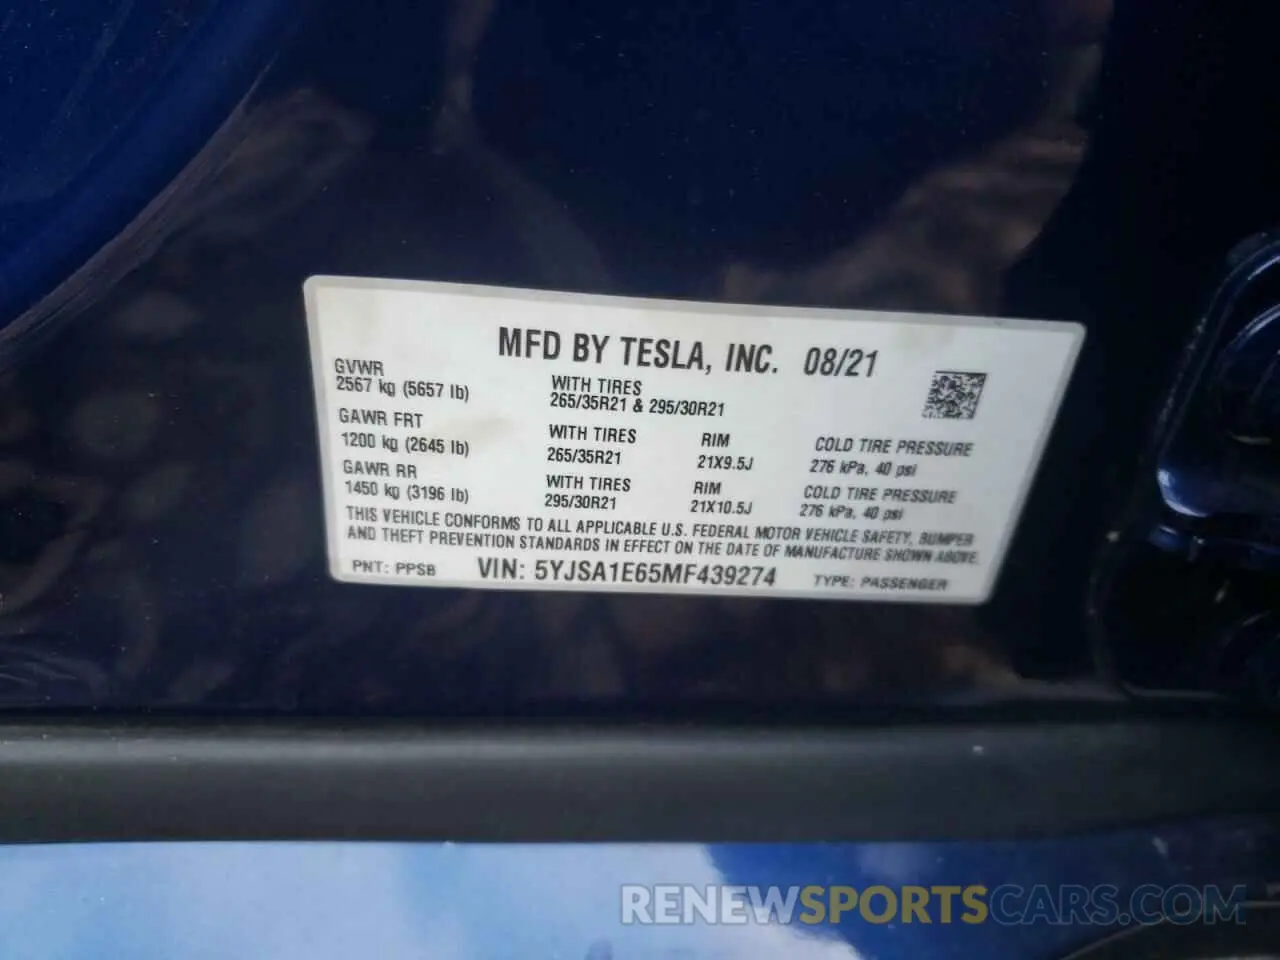 MFD BY TESLA, INC. 08/21
GVWR
2567 kg (5657 lb)
WITH TIRES
265/35R21 & 295/30R21
GAWR FRT
1200 kg (2645 lb)
WITH TIRES
265/35R21
RIM
21X9.5J
COLD TIRE PRESSURE
276 kPa, 40 psi
GAWR RR
1450 kg (3196 lb)
WITH TIRES
295/30R21
RIM
21X10.5J
COLD TIRE PRESSURE
276 kPa, 40 psi
THIS VEHICLE CONFORMS TO ALL APPLICABLE U.S. FEDERAL MOTOR VEHICLE SAFETY, BUMPER
AND THEFT PREVENTION STANDARDS IN EFFECT ON THE DATE OF MANUFACTURE SHOWN ABOVE.
PNT: PPSB VIN: 5YJSA1E65MF439274 TYPE: PASSENGER
RENEWSPORTSCARS.COM